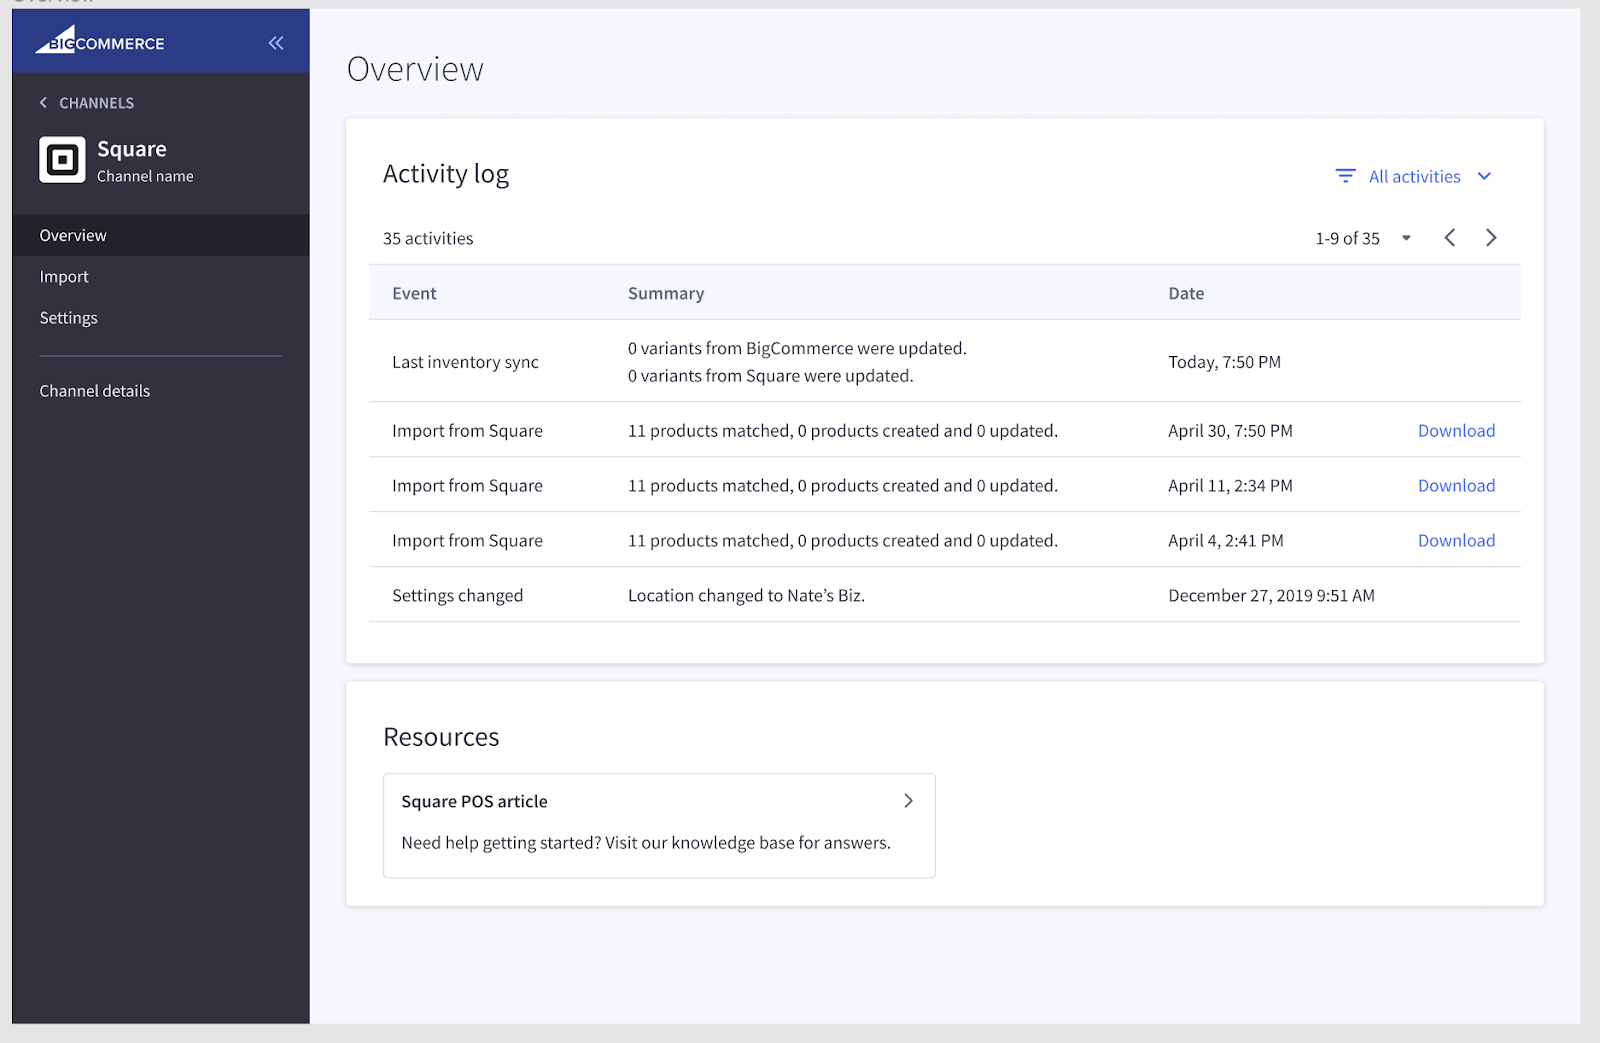 Overview
BIGCOMMERCE
CHANNELS
Square
Channel name
Overview
Import
Settings
Channel details
Overview
Activity log
All activities
35 activities
1-9 of 35
Event Summary Date
Last inventory sync
0 variants from BigCommerce were updated.
0 variants from Square were updated.
Today, 7:50 PM
Import from Square 11 products matched, 0 products created and 0 updated. April 30, 7:50 PM Download
Import from Square 11 products matched, 0 products created and 0 updated. April 11, 2:34 PM Download
Import from Square 11 products matched, 0 products created and 0 updated. April 4, 2:41 PM Download
Settings changed Location changed to Nate’s Biz. December 27, 2019 9:51 AM
Resources
Square POS article
Need help getting started? Visit our knowledge base for answers.